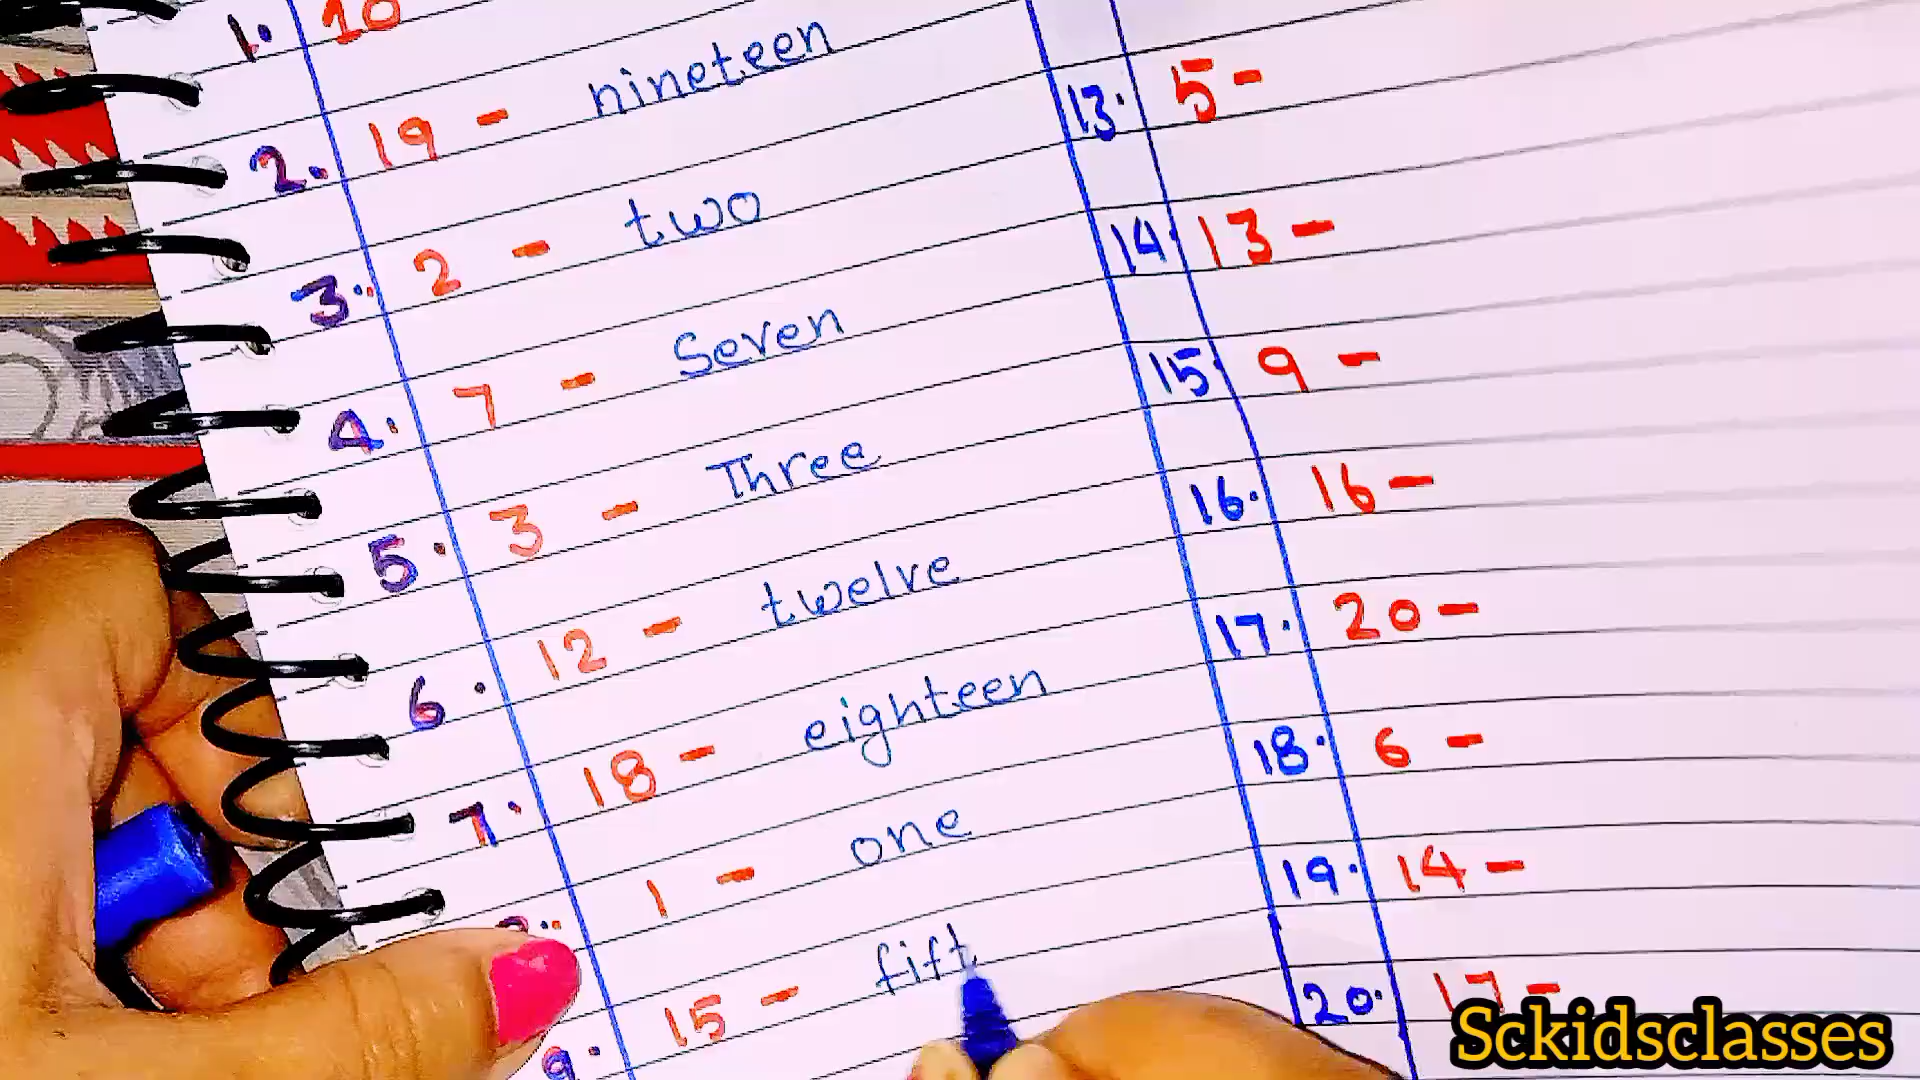 1. 10
2. 19 - nineteen
3. 2 - two
4. 7 - Seven
5. 3 - Three
6. 12 - twelve
7. 18 - eighteen
1 - one
9. 15 - fift
13. 5 -
14. 13 -
15. 9 -
16. 16 -
17. 20 -
18. 6 -
19. 14 -
20. 17 -
Sckidsclasses